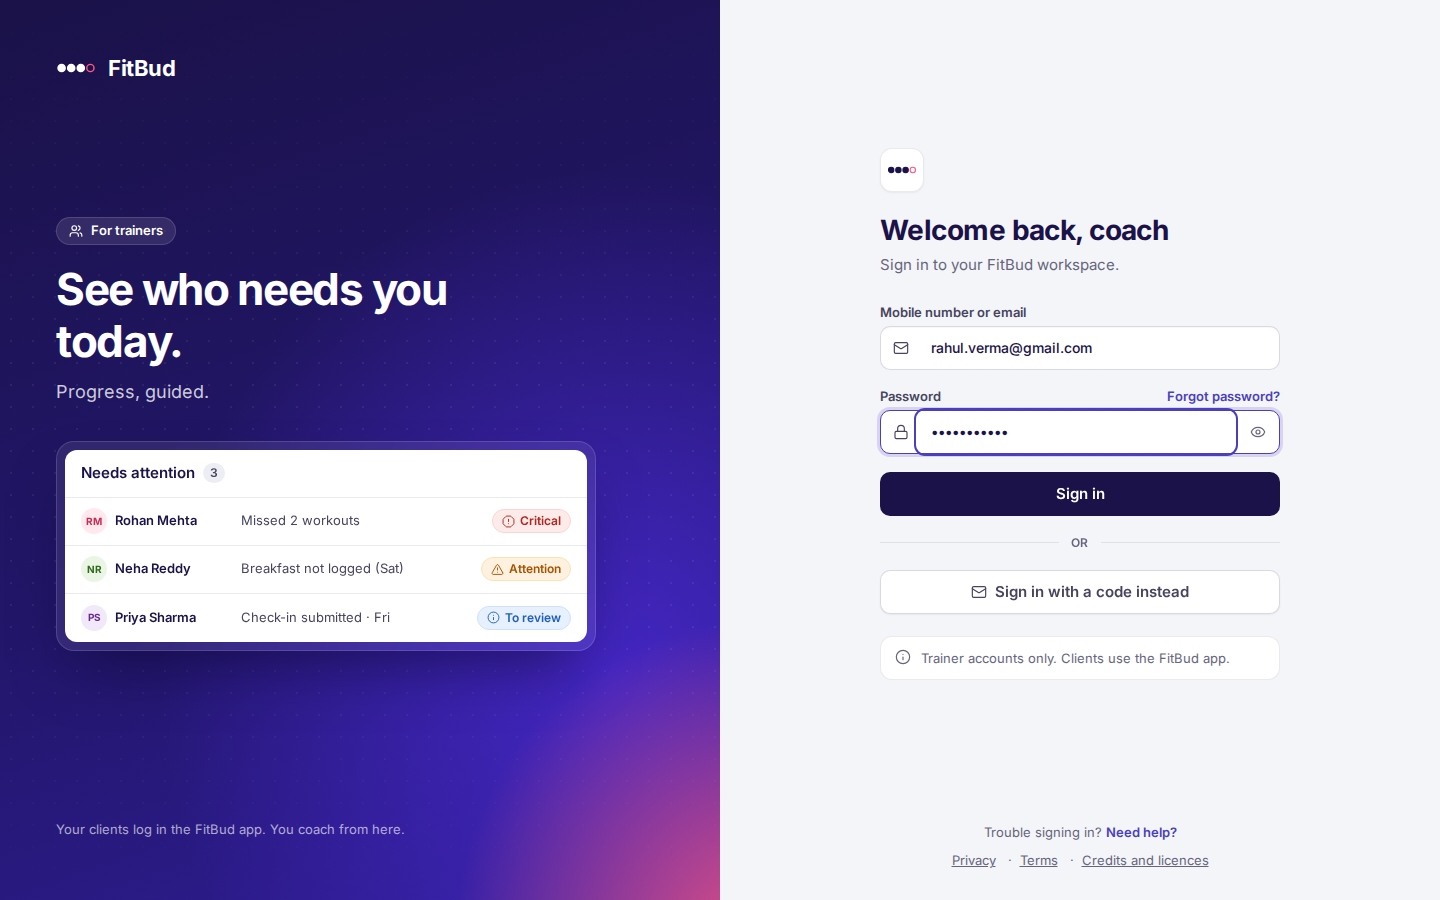 FitBud
For trainers
See who needs you
today.
Progress, guided.
Needs attention 3
RM Rohan Mehta Missed 2 workouts Critical
NR Neha Reddy Breakfast not logged (Sat) Attention
PS Priya Sharma Check-in submitted · Fri To review
Your clients log in the FitBud app. You coach from here.
Welcome back, coach
Sign in to your FitBud workspace.
Mobile number or email
rahul.verma@gmail.com
Password Forgot password?
•••••••••••
Sign in
OR
Sign in with a code instead
Trainer accounts only. Clients use the FitBud app.
Trouble signing in? Need help?
Privacy · Terms · Credits and licences